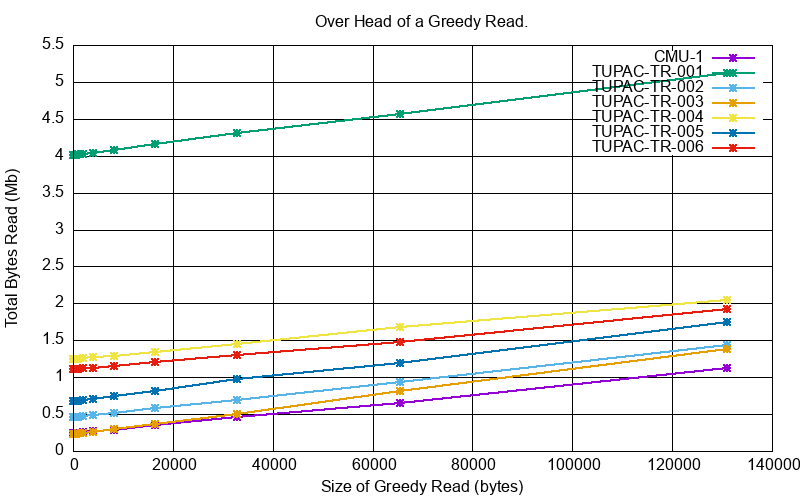 Over Head of a Greedy Read.
CMU-1
TUPAC-TR-001
TUPAC-TR-002
TUPAC-TR-003
TUPAC-TR-004
TUPAC-TR-005
TUPAC-TR-006
Total Bytes Read (Mb)
5.5
5
4.5
4
3.5
3
2.5
2
1.5
1
0.5
0
0 20000 40000 60000 80000 100000 120000 140000
Size of Greedy Read (bytes)